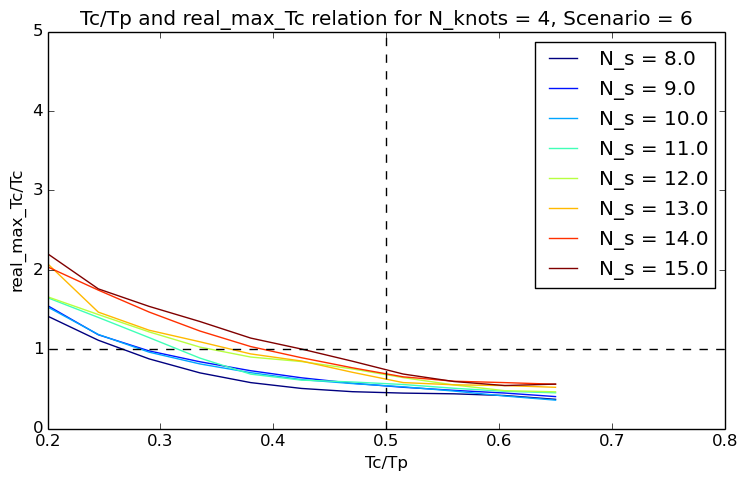 Tc/Tp and real_max_Tc relation for N_knots = 4, Scenario = 6
5
4
3
2
1
0
real_max_Tc/Tc
N_s = 8.0
N_s = 9.0
N_s = 10.0
N_s = 11.0
N_s = 12.0
N_s = 13.0
N_s = 14.0
N_s = 15.0
0.2 0.3 0.4 0.5 0.6 0.7 0.8
Tc/Tp